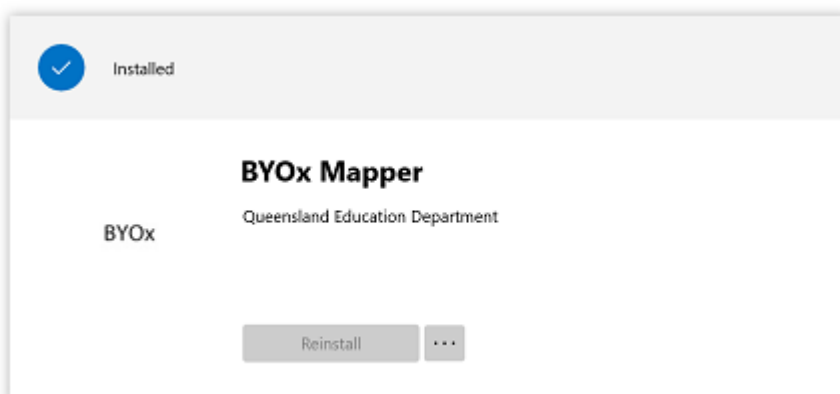 Installed
BYOx Mapper
Queensland Education Department
BYOx
Reinstall
...